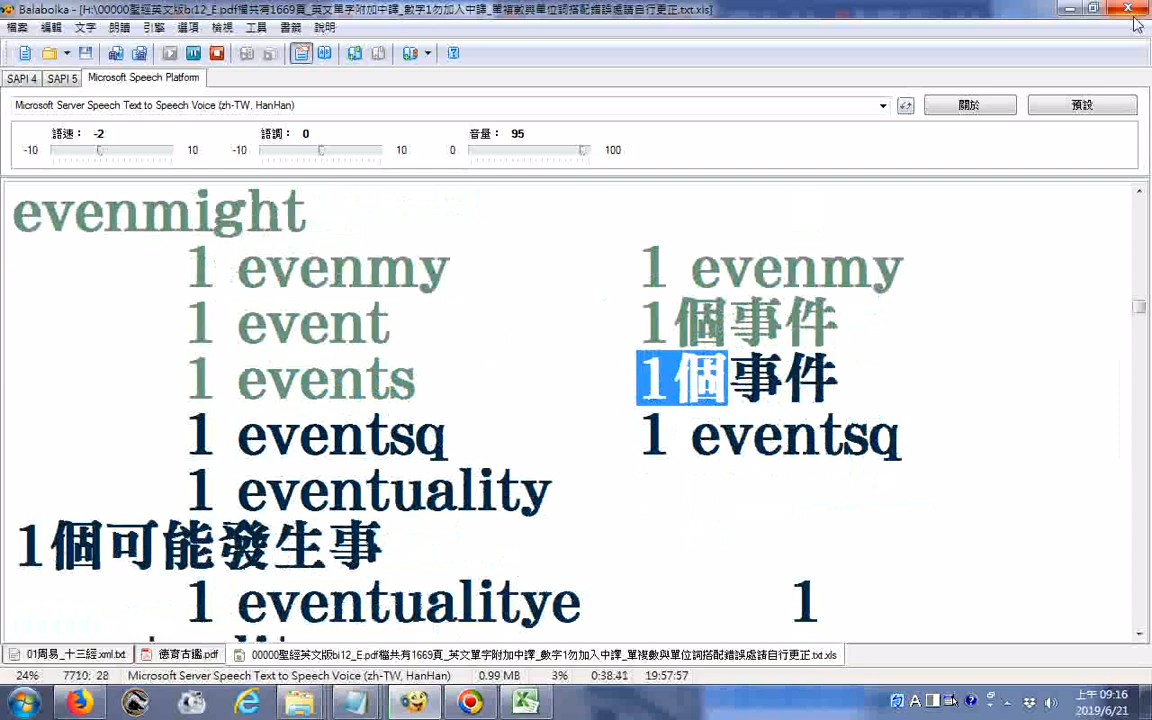 Balabolka - [H:\00000聖經英文版bi12_E.pdf檔共有1669頁_英文單字附加中譯_數字1勿加入中譯_單複數與單位詞搭配錯誤處請自行更正.txt.xls]
檔案 編輯 文字 朗讀 引擎 選項 檢視 工具 書籤 說明
SAPI 4 SAPI 5 Microsoft Speech Platform
Microsoft Server Speech Text to Speech Voice (zh-TW, HanHan) 關於 預設
語速： -2 語調： 0 音量： 95
-10 10 -10 10 0 100
evenmight
1 evenmy 1 evenmy
1 event 1個事件
1 events 1個事件
1 eventsq 1 eventsq
1 eventuality
1個可能發生事
1 eventualitye 1
01周易_十三經.xml.txt 德育古鑑.pdf 00000聖經英文版bi12_E.pdf檔共有1669頁_英文單字附加中譯_數字1勿加入中譯_單複數與單位詞搭配錯誤處請自行更正.txt.xls
24% 7710; 28 Microsoft Server Speech Text to Speech Voice (zh-TW, HanHan) 0.99 MB 3% 0:38.41 19:57:57
上午 09:16
2019/6/21